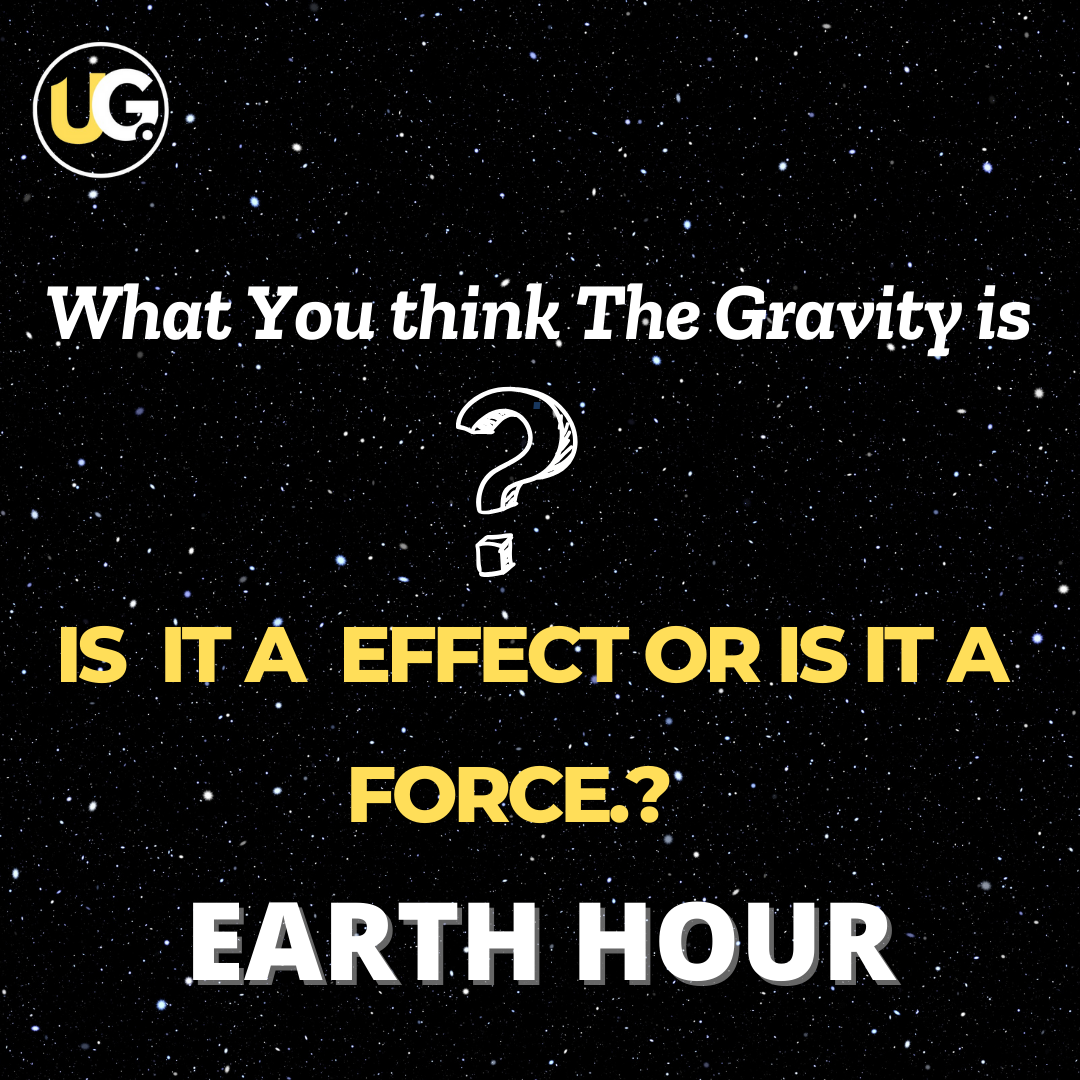 UG.
What You think The Gravity is
?
IS IT A EFFECT OR IS IT A
FORCE.?
EARTH HOUR